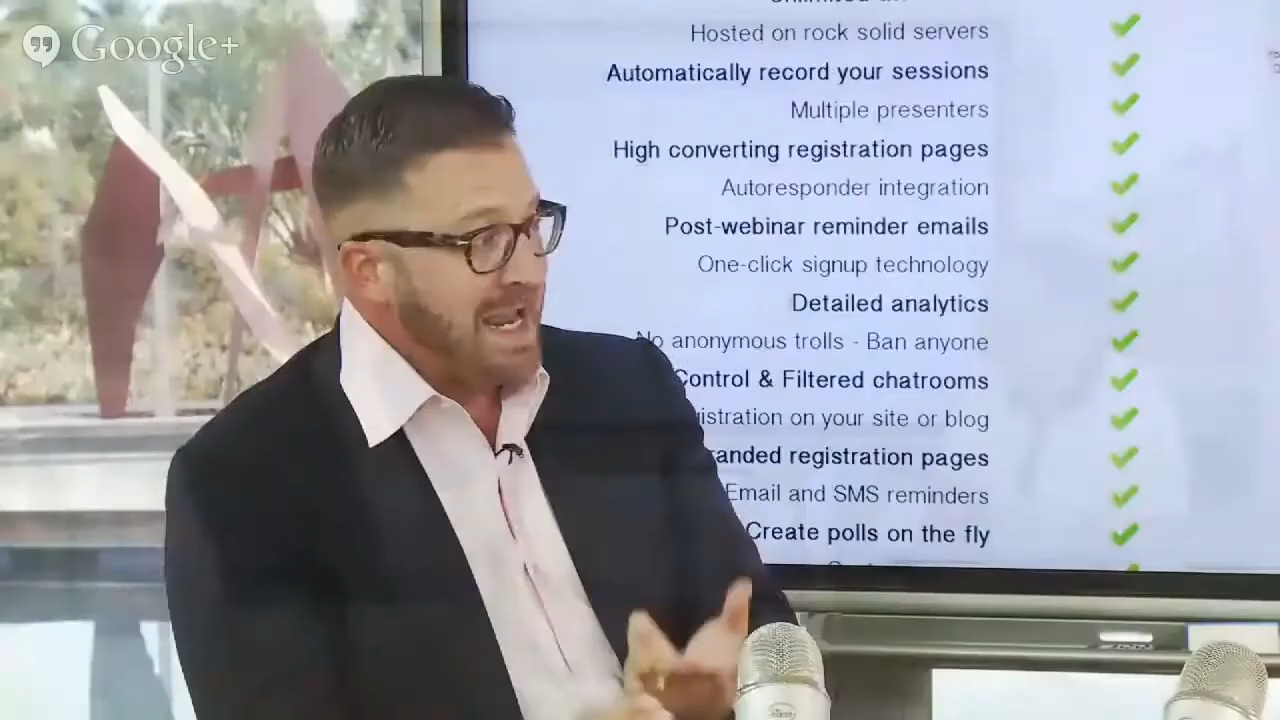 Google+
Hosted on rock solid servers
Automatically record your sessions
Multiple presenters
High converting registration pages
Autoresponder integration
Post-webinar reminder emails
One-click signup technology
Detailed analytics
No anonymous trolls - Ban anyone
Control & Filtered chatrooms
on your site or blog
registration pages
Email and SMS reminders
Create polls on the fly